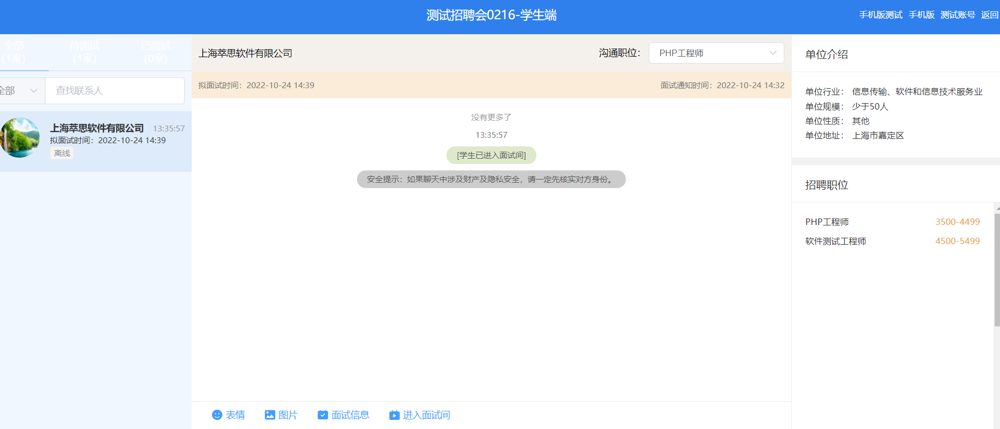 测试招聘会0216-学生端
手机版测试 手机版 测试账号 返回
全部 待面试 已面试
(1家) (1家) (0家)
全部 查找联系人
上海萃思软件有限公司 13:35:57
拟面试时间：2022-10-24 14:39
离线
上海萃思软件有限公司 沟通职位： PHP工程师
拟面试时间：2022-10-24 14:39 面试通知时间：2022-10-24 14:32
没有更多了
13:35:57
[学生已进入面试间]
安全提示：如果聊天中涉及财产及隐私安全，请一定先核实对方身份。
表情 图片 面试信息 进入面试间
单位介绍
单位行业： 信息传输、软件和信息技术服务业
单位规模： 少于50人
单位性质： 其他
单位地址： 上海市嘉定区
招聘职位
PHP工程师 3500-4499
软件测试工程师 4500-5499